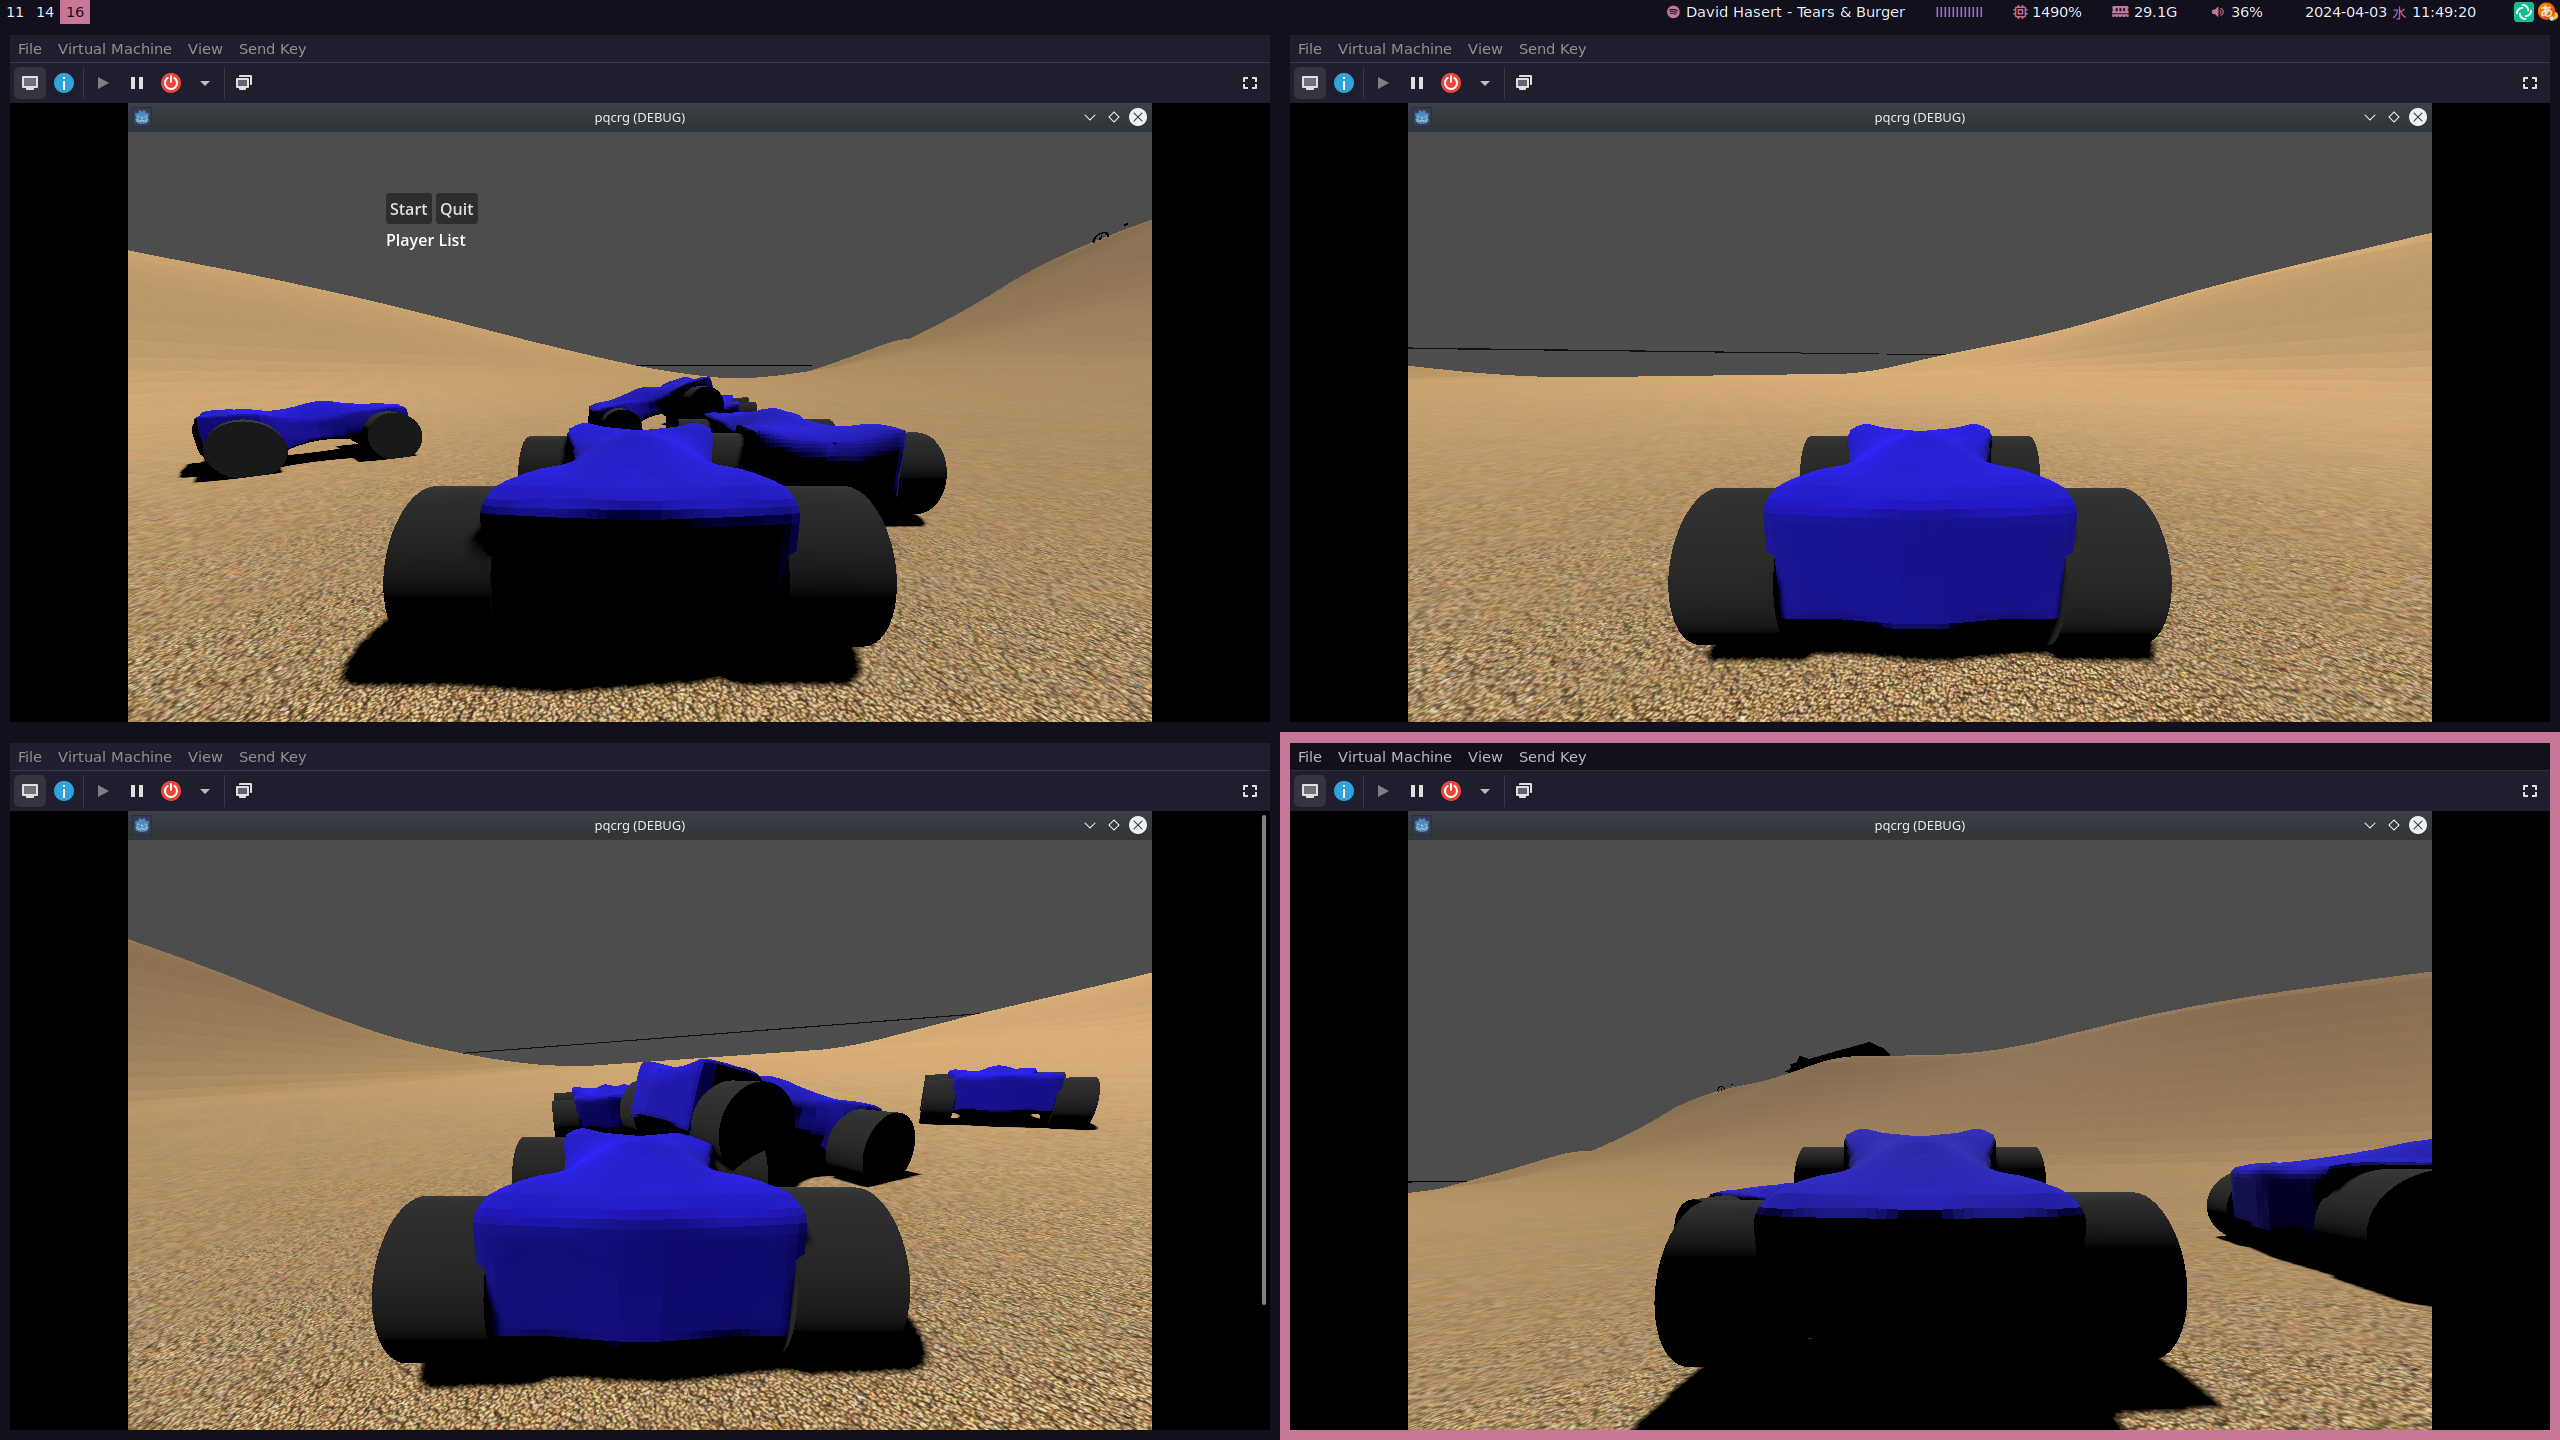 11 14 16 David Hasert - Tears & Burger 1490% 29.1G 36% 2024-04-03 水 11:49:20 あ
File Virtual Machine View Send Key
pqcrg (DEBUG)
Start Quit
Player List
File Virtual Machine View Send Key
pqcrg (DEBUG)
File Virtual Machine View Send Key
pqcrg (DEBUG)
File Virtual Machine View Send Key
pqcrg (DEBUG)